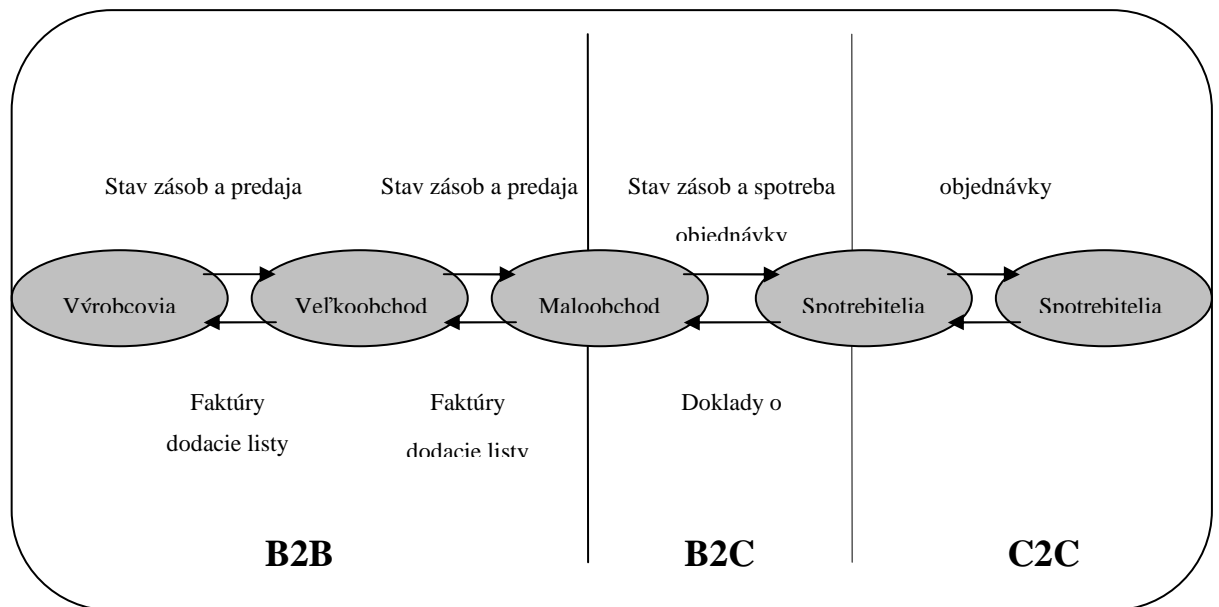 Stav zásob a predaja
Stav zásob a predaja
Stav zásob a spotreba
objednávky
objednávky
Výrobcovia
Veľkoobchod
Maloobchod
Spotrebitelia
Spotrebitelia
Faktúry
dodacie listy
Faktúry
dodacie listy
Doklady o
B2B
B2C
C2C